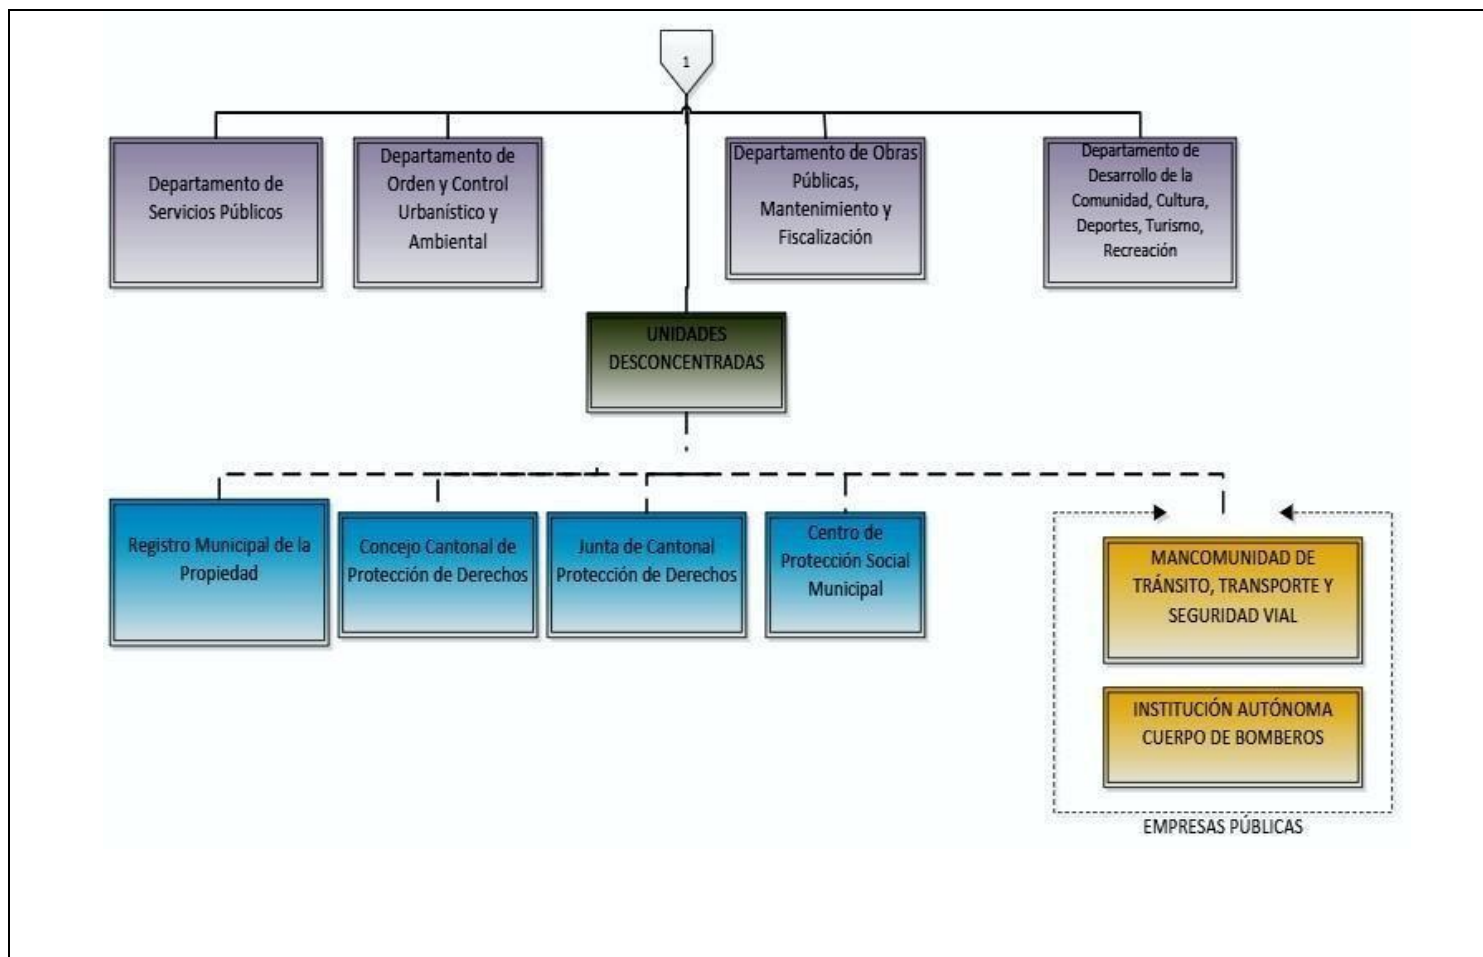 1
Departamento de
Servicios Públicos
Departamento de
Orden y Control
Urbanístico y
Ambiental
Departamento de Obras
Públicas,
Mantenimiento y
Fiscalización
Departamento de
Desarrollo de la
Comunidad, Cultura,
Deportes, Turismo,
Recreación
UNIDADES
DESCONCENTRADAS
Registro Municipal de la
Propiedad
Concejo Cantonal de
Protección de Derechos
Junta de Cantonal
Protección de Derechos
Centro de
Protección Social
Municipal
MANCOMUNIDAD DE
TRÁNSITO, TRANSPORTE Y
SEGURIDAD VIAL
INSTITUCIÓN AUTÓNOMA
CUERPO DE BOMBEROS
EMPRESAS PÚBLICAS